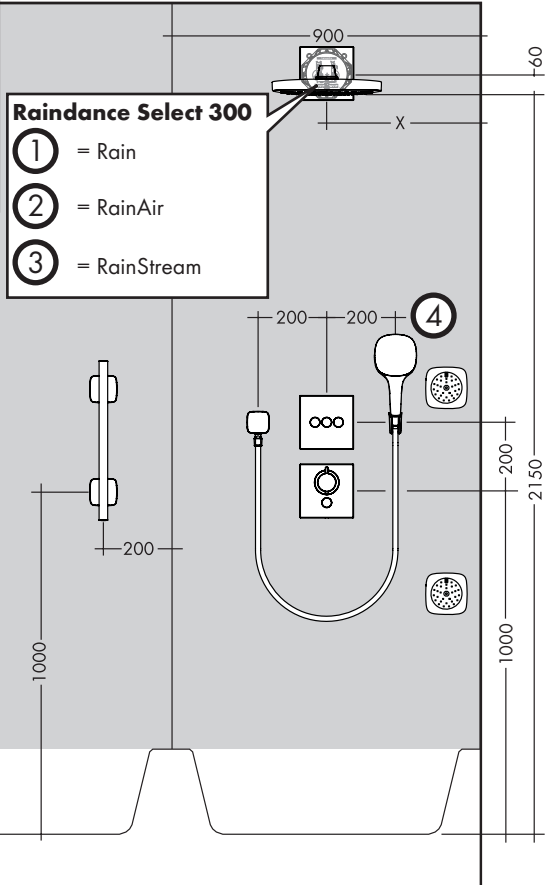 900
60
X
Raindance Select 300
1 = Rain
2 = RainAir
3 = RainStream
200 200 4
200
2150
200
1000
1000